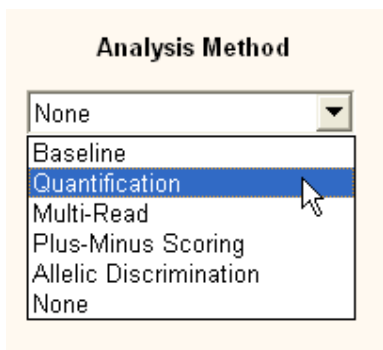 Analysis Method
None
Baseline
Quantification
Multi-Read
Plus-Minus Scoring
Allelic Discrimination
None